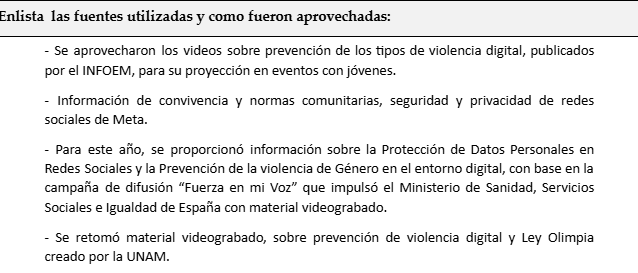 Enlista las fuentes utilizadas y como fueron aprovechadas:
- Se aprovecharon los videos sobre prevención de los tipos de violencia digital, publicados
por el INFOEM, para su proyección en eventos con jóvenes.
- Información de convivencia y normas comunitarias, seguridad y privacidad de redes
sociales de Meta.
- Para este año, se proporcionó información sobre la Protección de Datos Personales en
Redes Sociales y la Prevención de la violencia de Género en el entorno digital, con base en la
campaña de difusión “Fuerza en mi Voz” que impulsó el Ministerio de Sanidad, Servicios
Sociales e Igualdad de España con material videograbado.
- Se retomó material videograbado, sobre prevención de violencia digital y Ley Olimpia
creado por la UNAM.